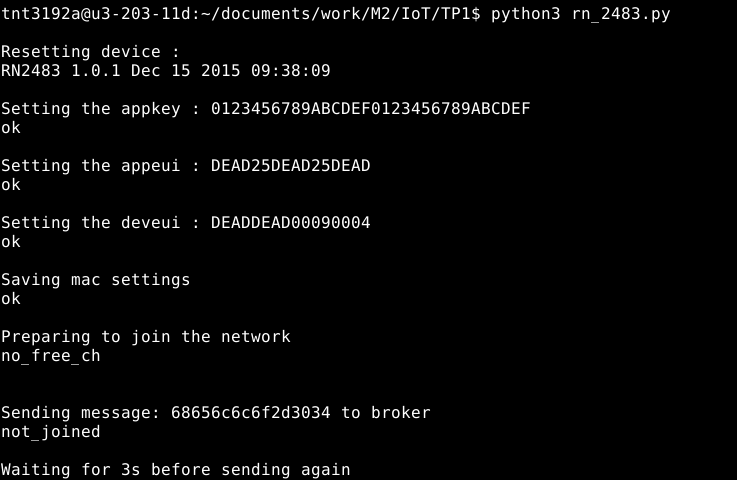 tnt3192a@u3-203-11d:~/documents/work/M2/IoT/TP1$ python3 rn_2483.py
Resetting device :
RN2483 1.0.1 Dec 15 2015 09:38:09
Setting the appkey : 0123456789ABCDEF0123456789ABCDEF
ok
Setting the appeui : DEAD25DEAD25DEAD
ok
Setting the deveui : DEADDEAD00090004
ok
Saving mac settings
ok
Preparing to join the network
no_free_ch
Sending message: 68656c6c6f2d3034 to broker
not_joined
Waiting for 3s before sending again